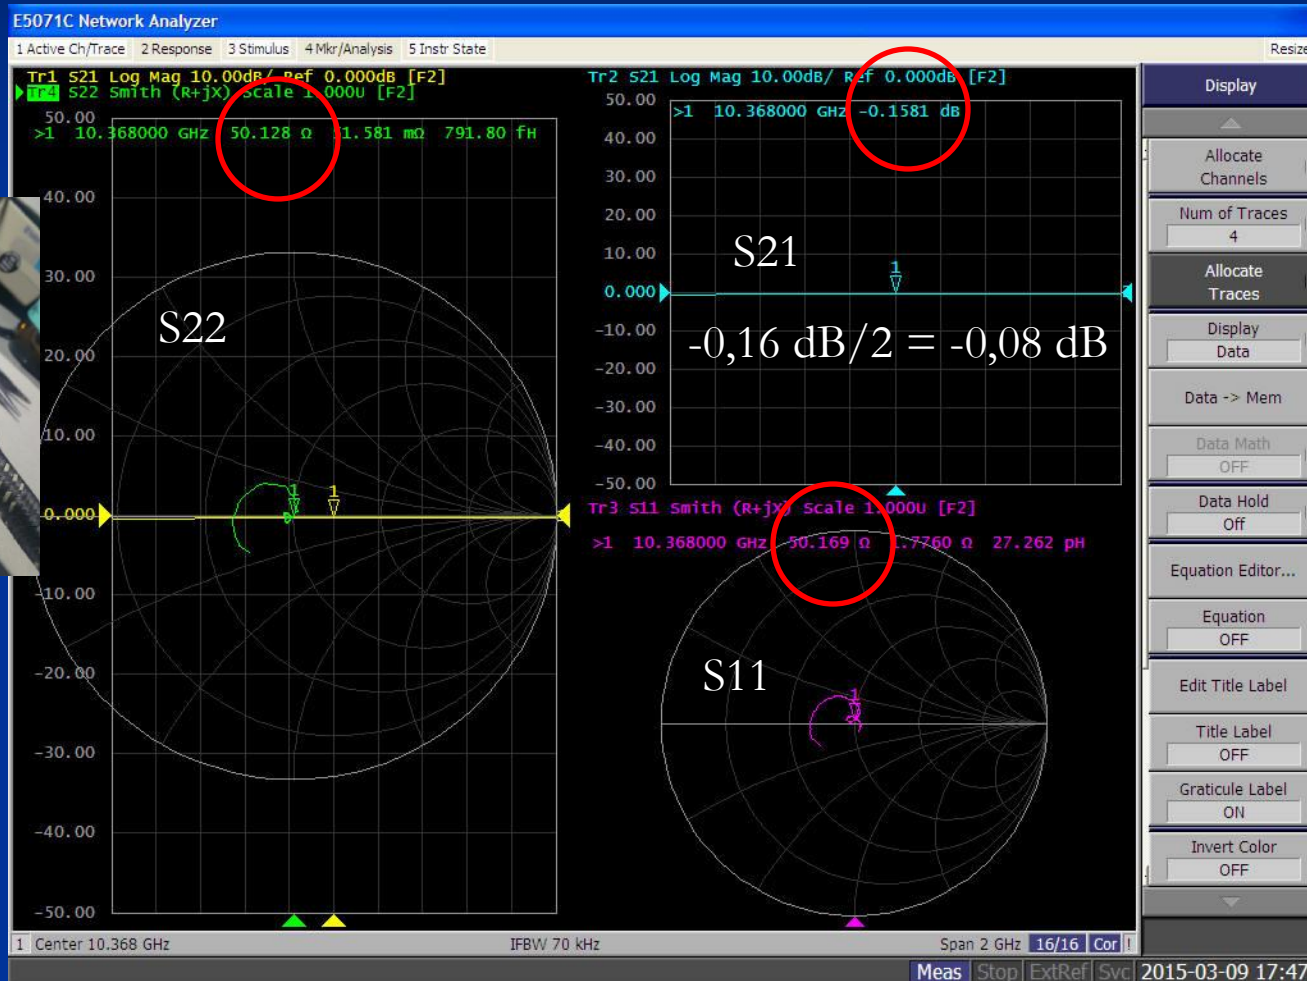 E5071C Network Analyzer
1 Active Ch/Trace 2 Response 3 Stimulus 4 Mkr/Analysis 5 Instr State Resize
Tr1 S21 Log Mag 10.00dB/ Ref 0.000dB [F2]
Tr4 S22 Smith (R+jX) Scale 1.000U [F2]
50.00
>1 10.368000 GHz 50.128 Ω 51.581 mΩ 791.80 fH
40.00
30.00
S22
20.00
10.00
1 1
0.000
-10.00
-20.00
-30.00
-40.00
-50.00
Tr2 S21 Log Mag 10.00dB/ Ref 0.000dB [F2]
50.00
>1 10.368000 GHz -0.1581 dB
40.00
30.00
20.00
S21
10.00
1
0.000
-10.00
-0,16 dB/2 = -0,08 dB
-20.00
-30.00
-40.00
-50.00
Tr3 S11 Smith (R+jX) Scale 1.000U [F2]
>1 10.368000 GHz 50.169 Ω 1.7760 Ω 27.262 pH
S11
1
Display
Allocate
Channels
Num of Traces
4
Allocate
Traces
Display
Data
Data -> Mem
Data Math
OFF
Data Hold
Off
Equation Editor...
Equation
OFF
Edit Title Label
Title Label
OFF
Graticule Label
ON
Invert Color
OFF
1 Center 10.368 GHz IFBW 70 kHz Span 2 GHz 16/16 Cor !
Meas Stop ExtRef Svc 2015-03-09 17:47